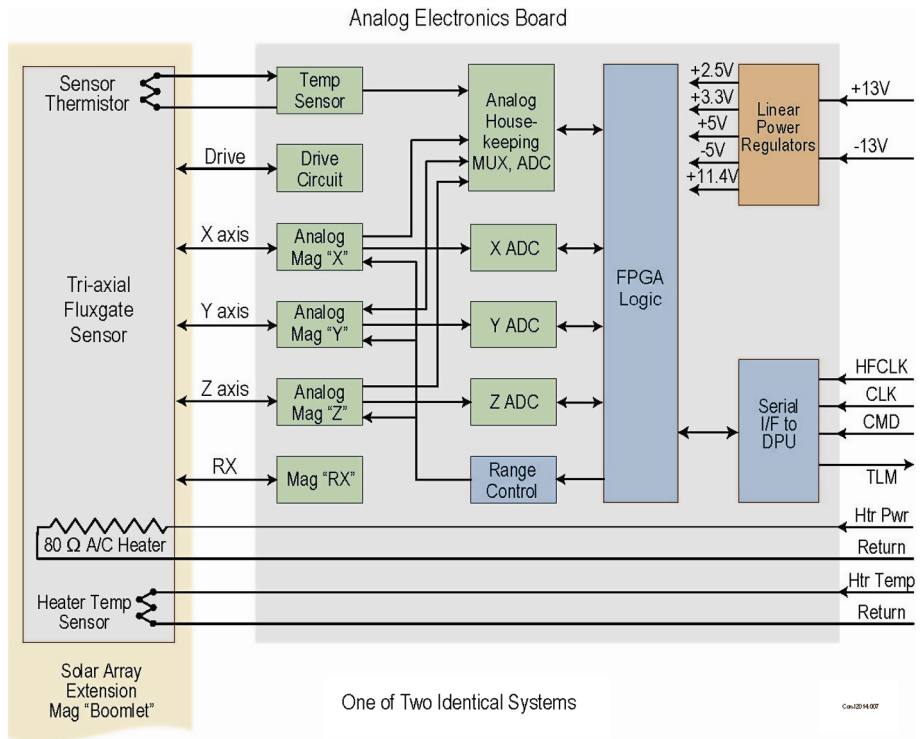 Analog Electronics Board
Sensor
Thermistor
Temp
Sensor
Analog
House-
keeping
MUX, ADC
+2.5V
+3.3V
+5V
-5V
+11.4V
Linear
Power
Regulators
+13V
-13V
Drive
Drive
Circuit
X axis
Analog
Mag “X”
X ADC
FPGA
Logic
Tri-axial
Fluxgate
Sensor
Y axis
Analog
Mag “Y”
Y ADC
Z axis
Analog
Mag “Z”
Z ADC
Serial
I/F to
DPU
HFCLK
CLK
CMD
TLM
RX
Mag “RX”
Range
Control
80 Ω A/C Heater
Htr Pwr
Return
Heater Temp
Sensor
Htr Temp
Return
Solar Array
Extension
Mag “Boomlet”
One of Two Identical Systems